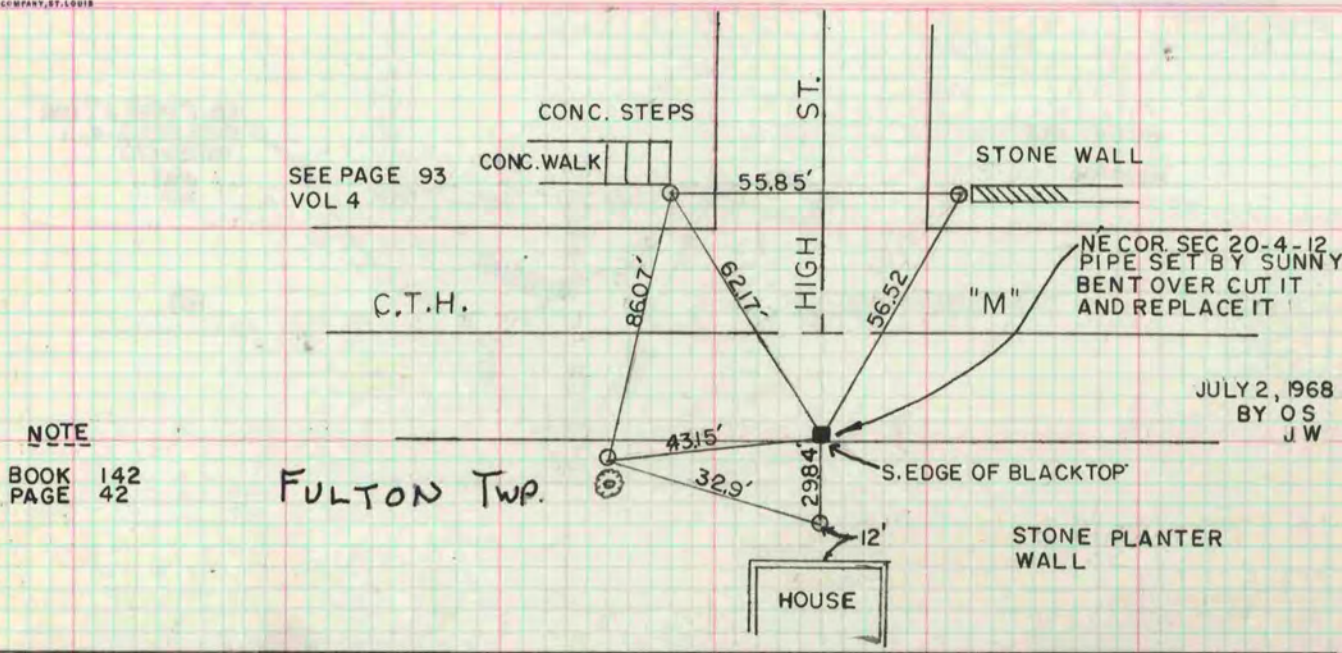 COMPANY, ST. LOUIS
CONC. STEPS
CONC. WALK
SEE PAGE 93
VOL 4
HIGH ST.
STONE WALL
55.85'
86.07'
62.17'
56.52
C.T.H.
"M"
NE COR. SEC 20-4-12
PIPE SET BY SUNNY
BENT OVER CUT IT
AND REPLACE IT
JULY 2, 1968
BY O S
J W
NOTE
BOOK 142
PAGE 42
FULTON TWP.
43.15'
32.9'
29.84'
S. EDGE OF BLACKTOP
12'
STONE PLANTER
WALL
HOUSE